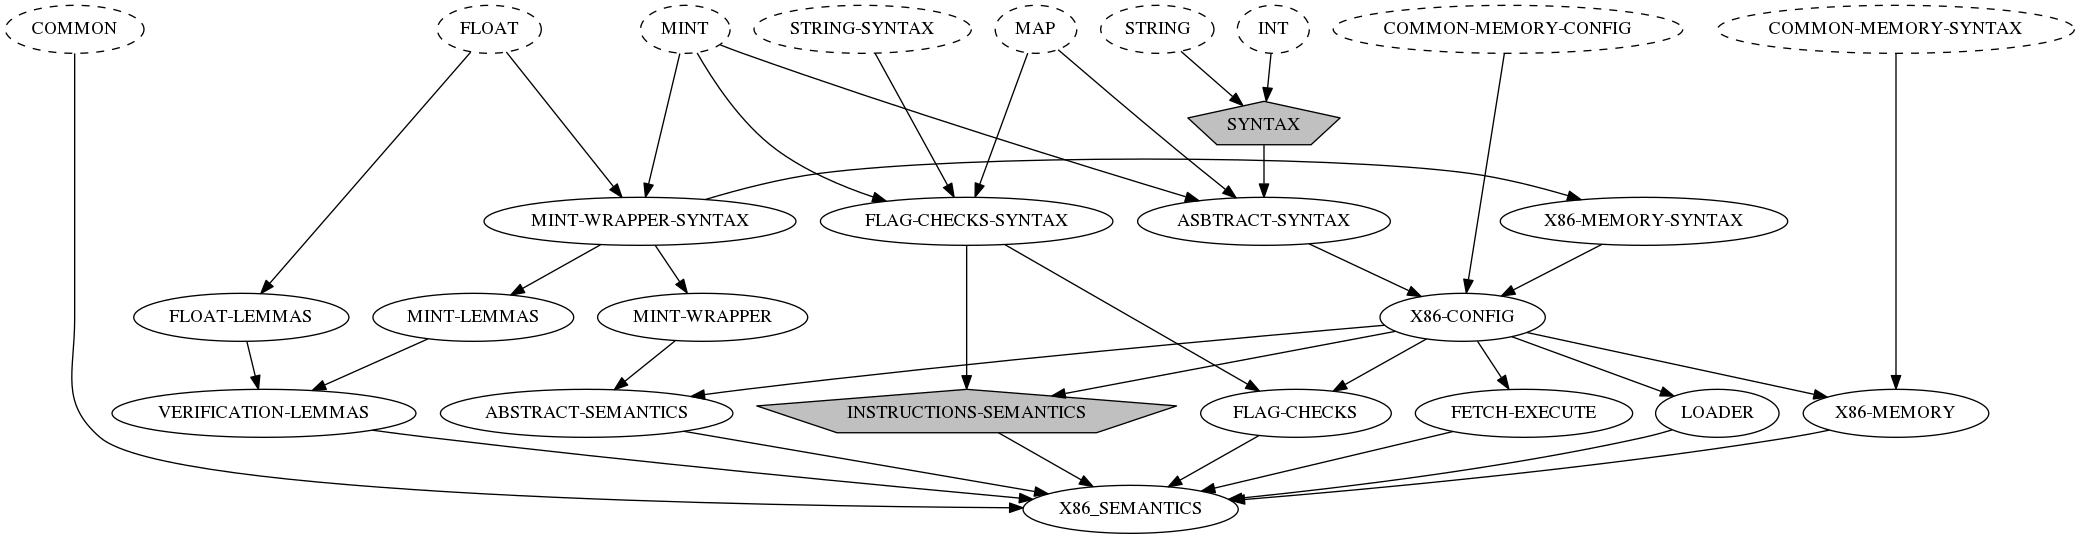 COMMON
FLOAT
MINT
STRING-SYNTAX
MAP
STRING
INT
COMMON-MEMORY-CONFIG
COMMON-MEMORY-SYNTAX
SYNTAX
MINT-WRAPPER-SYNTAX
FLAG-CHECKS-SYNTAX
ASBTRACT-SYNTAX
X86-MEMORY-SYNTAX
FLOAT-LEMMAS
MINT-LEMMAS
MINT-WRAPPER
X86-CONFIG
VERIFICATION-LEMMAS
ABSTRACT-SEMANTICS
INSTRUCTIONS-SEMANTICS
FLAG-CHECKS
FETCH-EXECUTE
LOADER
X86-MEMORY
X86_SEMANTICS